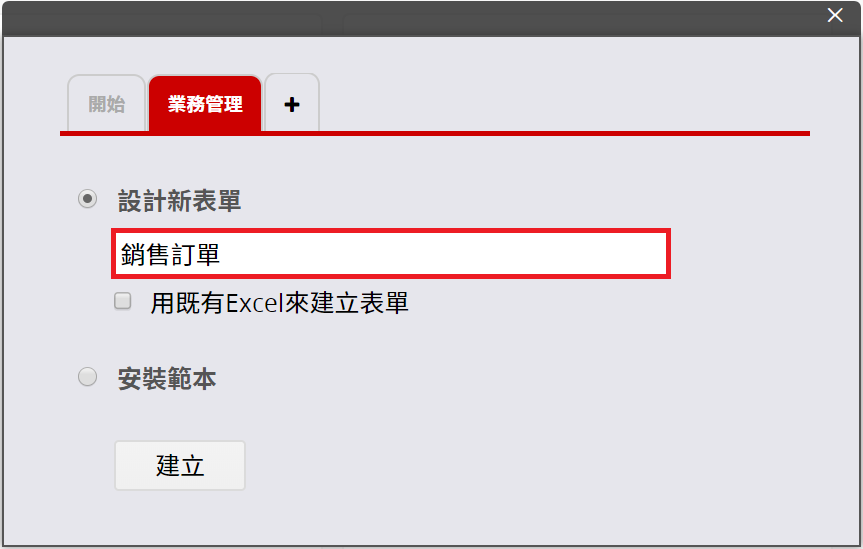 開始 業務管理 +
設計新表單
銷售訂單
用既有Excel來建立表單
安裝範本
建立